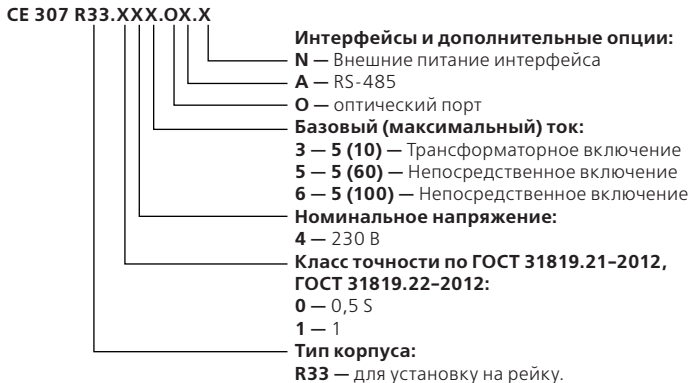 CE 307 R33.XXX.OX.X
Интерфейсы и дополнительные опции:
N — Внешние питание интерфейса
A — RS-485
O — оптический порт
Базовый (максимальный) ток:
3 — 5 (10) — Трансформаторное включение
5 — 5 (60) — Непосредственное включение
6 — 5 (100) — Непосредственное включение
Номинальное напряжение:
4 — 230 В
Класс точности по ГОСТ 31819.21–2012,
ГОСТ 31819.22–2012:
0 — 0,5 S
1 — 1
Тип корпуса:
R33 — для установки на рейку.